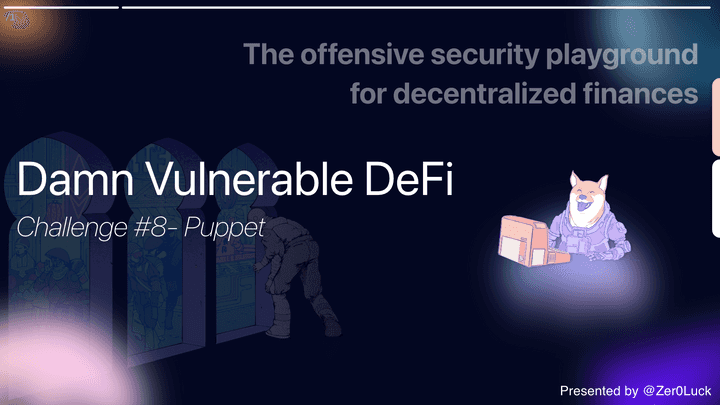 The offensive security playground
for decentralized finances
Damn Vulnerable DeFi
Challenge #8- Puppet
Presented by @Zer0Luck